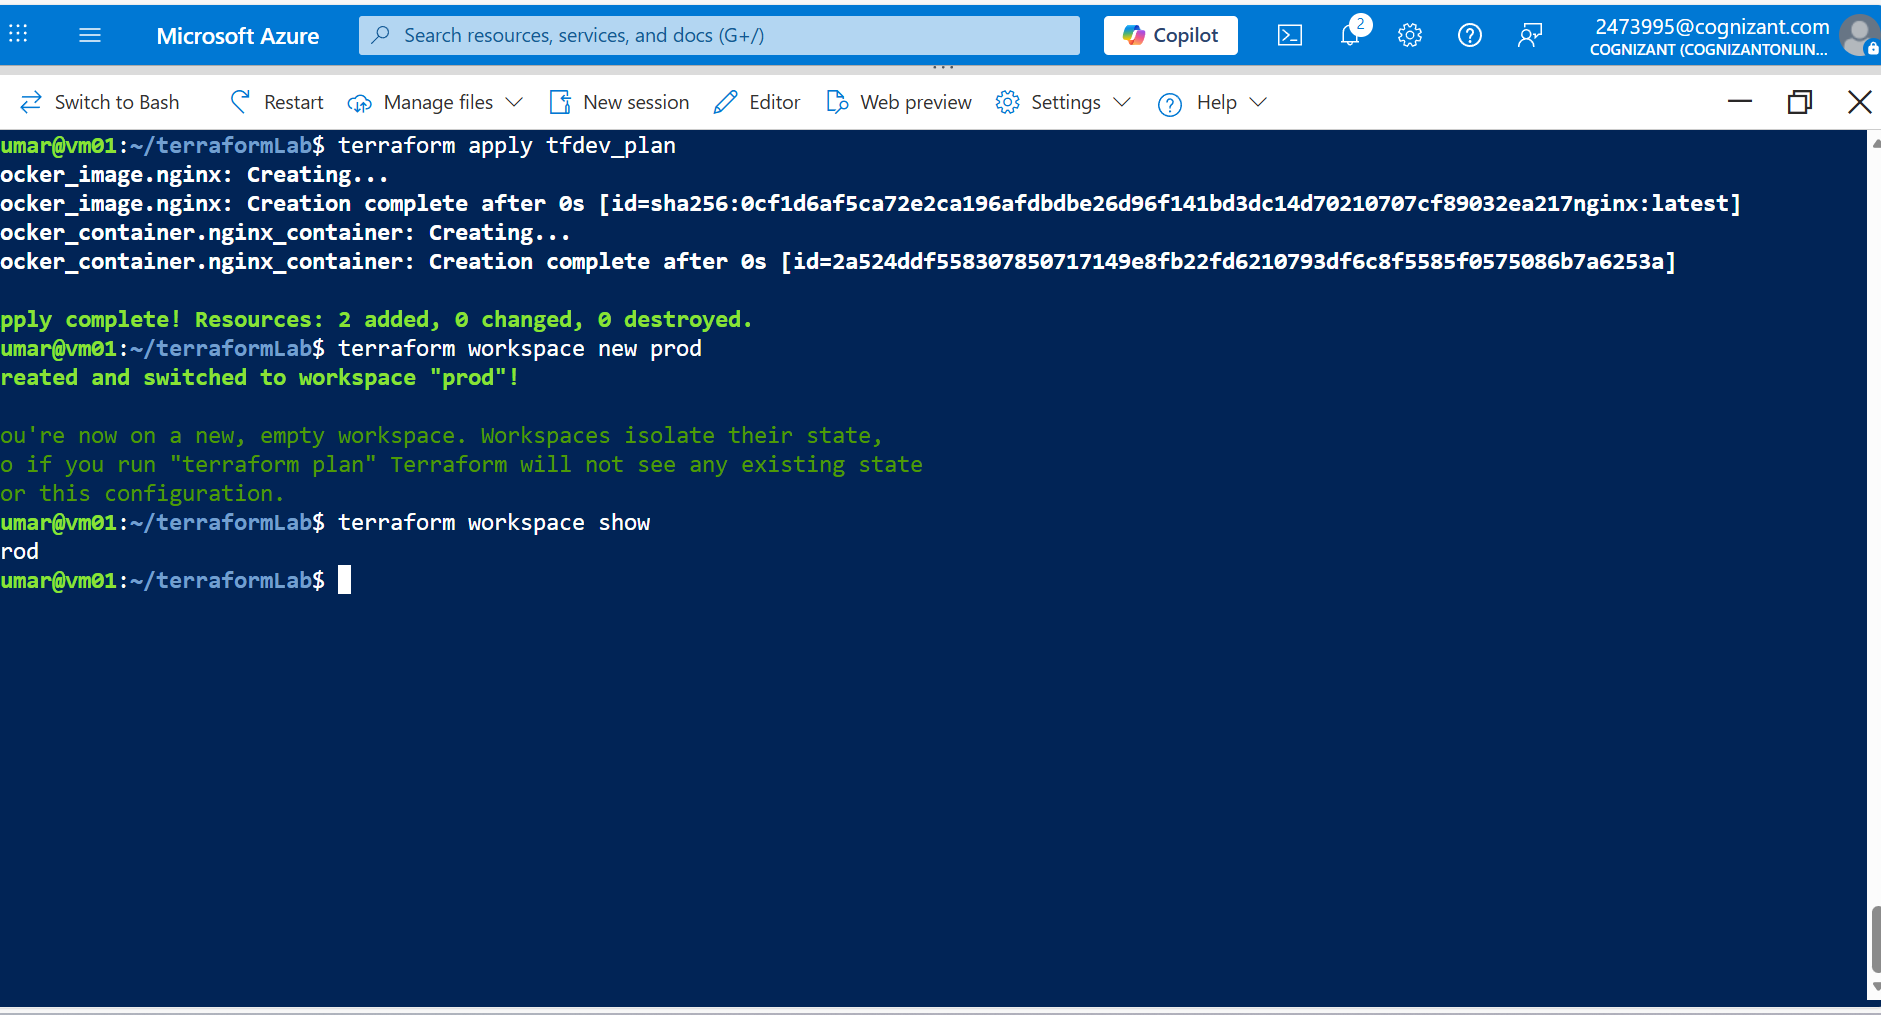 Microsoft Azure
Search resources, services, and docs (G+/)
Copilot
2
2473995@cognizant.com
COGNIZANT (COGNIZANTONLIN...
Switch to Bash
Restart
Manage files
New session
Editor
Web preview
Settings
Help
umar@vm01:~/terraformLab$ terraform apply tfdev_plan
ocker_image.nginx: Creating...
ocker_image.nginx: Creation complete after 0s [id=sha256:0cf1d6af5ca72e2ca196afdbdbe26d96f141bd3dc14d70210707cf89032ea217nginx:latest]
ocker_container.nginx_container: Creating...
ocker_container.nginx_container: Creation complete after 0s [id=2a524ddf558307850717149e8fb22fd6210793df6c8f5585f0575086b7a6253a]
pply complete! Resources: 2 added, 0 changed, 0 destroyed.
umar@vm01:~/terraformLab$ terraform workspace new prod
reated and switched to workspace "prod"!
ou're now on a new, empty workspace. Workspaces isolate their state,
o if you run "terraform plan" Terraform will not see any existing state
or this configuration.
umar@vm01:~/terraformLab$ terraform workspace show
rod
umar@vm01:~/terraformLab$